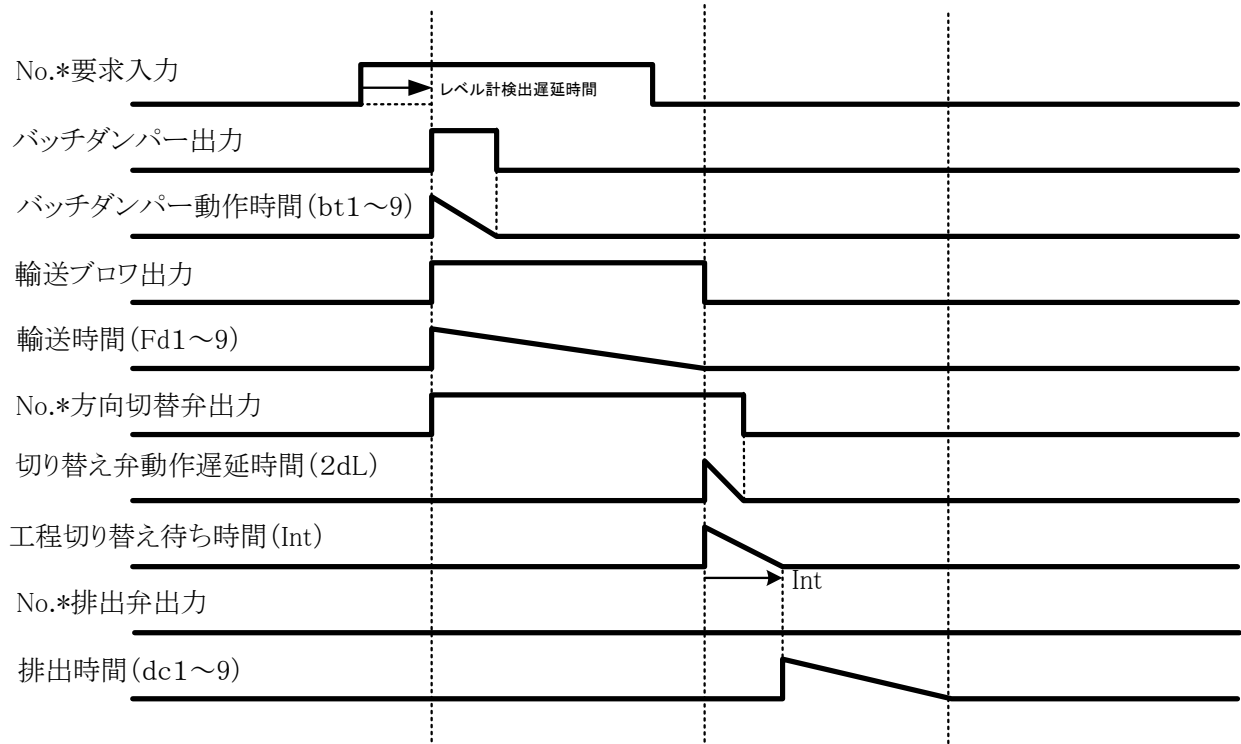 No.*要求入力
レベル計検出遅延時間
バッチダンパー出力
バッチダンパー動作時間(bt1～9)
輸送ブロワ出力
輸送時間(Fd1～9)
No.*方向切替弁出力
切り替え弁動作遅延時間(2dL)
工程切り替え待ち時間(Int)
Int
No.*排出弁出力
排出時間(dc1～9)